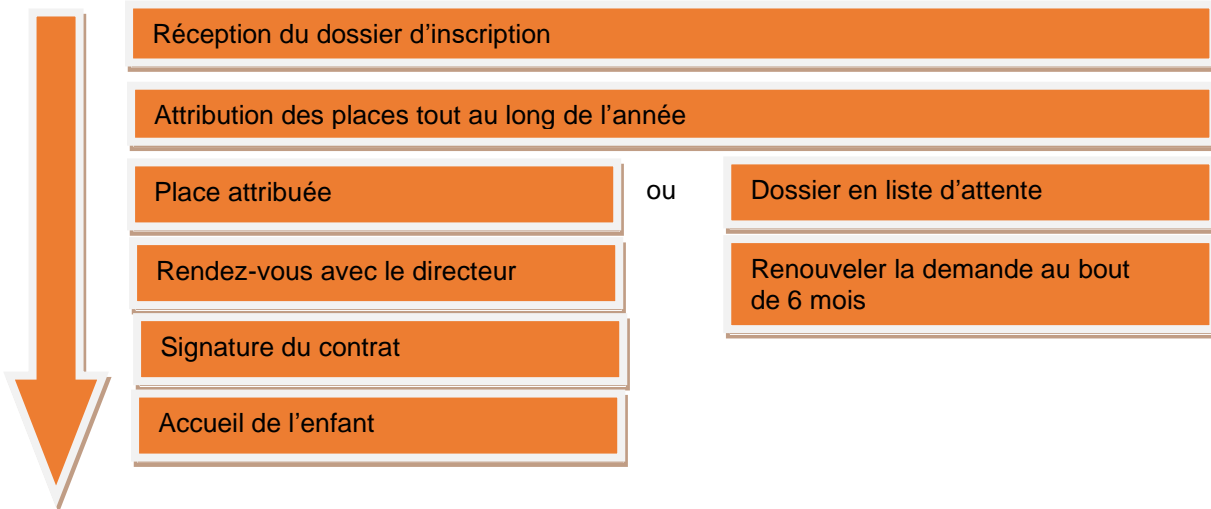 Réception du dossier d’inscription
Attribution des places tout au long de l’année
Place attribuée
ou
Dossier en liste d’attente
Rendez-vous avec le directeur
Renouveler la demande au bout
de 6 mois
Signature du contrat
Accueil de l’enfant